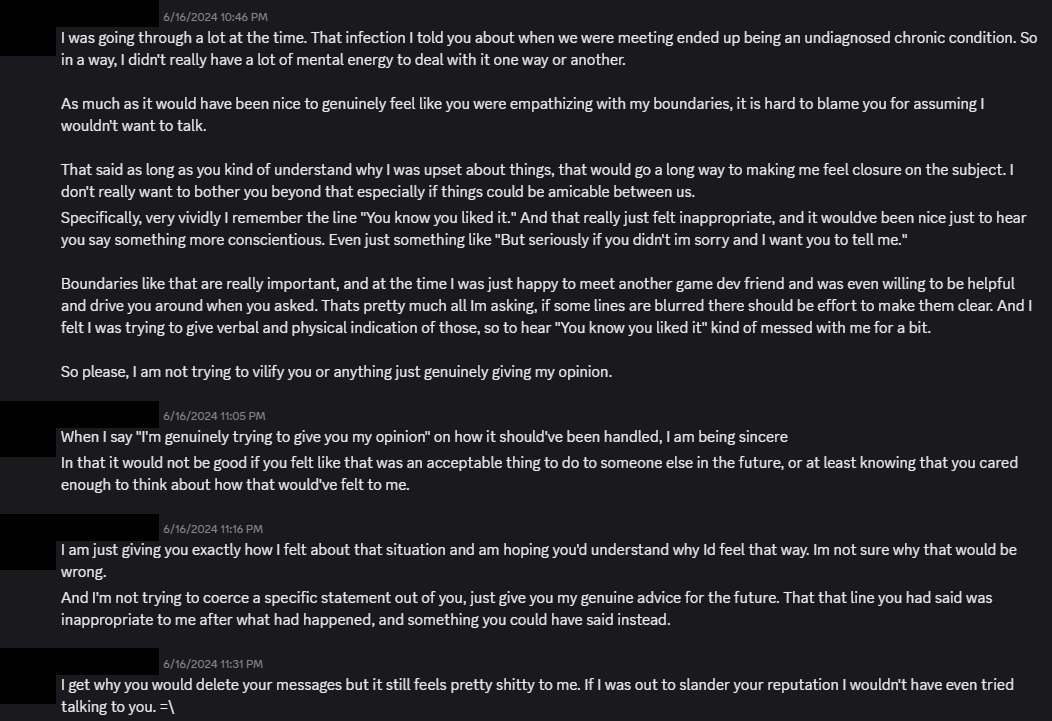 6/16/2024 10:46 PM
I was going through a lot at the time. That infection I told you about when we were meeting ended up being an undiagnosed chronic condition. So
in a way, I didn't really have a lot of mental energy to deal with it one way or another.
As much as it would have been nice to genuinely feel like you were empathizing with my boundaries, it is hard to blame you for assuming I
wouldn't want to talk.
That said as long as you kind of understand why I was upset about things, that would go a long way to making me feel closure on the subject. I
don't really want to bother you beyond that especially if things could be amicable between us.
Specifically, very vividly I remember the line "You know you liked it." And that really just felt inappropriate, and it wouldve been nice just to hear
you say something more conscientious. Even just something like "But seriously if you didn't im sorry and I want you to tell me."
Boundaries like that are really important, and at the time I was just happy to meet another game dev friend and was even willing to be helpful
and drive you around when you asked. Thats pretty much all Im asking, if some lines are blurred there should be effort to make them clear. And I
felt I was trying to give verbal and physical indication of those, so to hear "You know you liked it" kind of messed with me for a bit.
So please, I am not trying to vilify you or anything just genuinely giving my opinion.
6/16/2024 11:05 PM
When I say "I'm genuinely trying to give you my opinion" on how it should've been handled, I am being sincere
In that it would not be good if you felt like that was an acceptable thing to do to someone else in the future, or at least knowing that you cared
enough to think about how that would've felt to me.
6/16/2024 11:16 PM
I am just giving you exactly how I felt about that situation and am hoping you'd understand why Id feel that way. Im not sure why that would be
wrong.
And I'm not trying to coerce a specific statement out of you, just give you my genuine advice for the future. That that line you had said was
inappropriate to me after what had happened, and something you could have said instead.
6/16/2024 11:31 PM
I get why you would delete your messages but it still feels pretty shitty to me. If I was out to slander your reputation I wouldn't have even tried
talking to you. =\